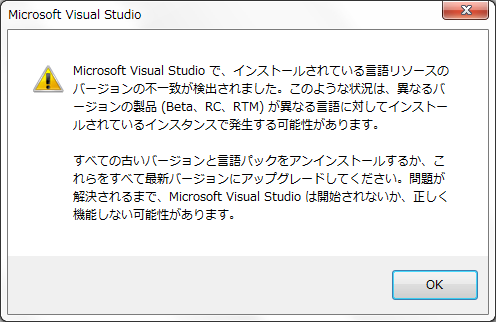 Microsoft Visual Studio
Microsoft Visual Studio で、インストールされている言語リソースの
バージョンの不一致が検出されました。このような状況は、異なるバ
ージョンの製品 (Beta、RC、RTM) が異なる言語に対してインストー
ルされているインスタンスで発生する可能性があります。
すべての古いバージョンと言語パックをアンインストールするか、こ
れらをすべて最新バージョンにアップグレードしてください。問題が
解決されるまで、Microsoft Visual Studio は開始されないか、正しく
機能しない可能性があります。
OK